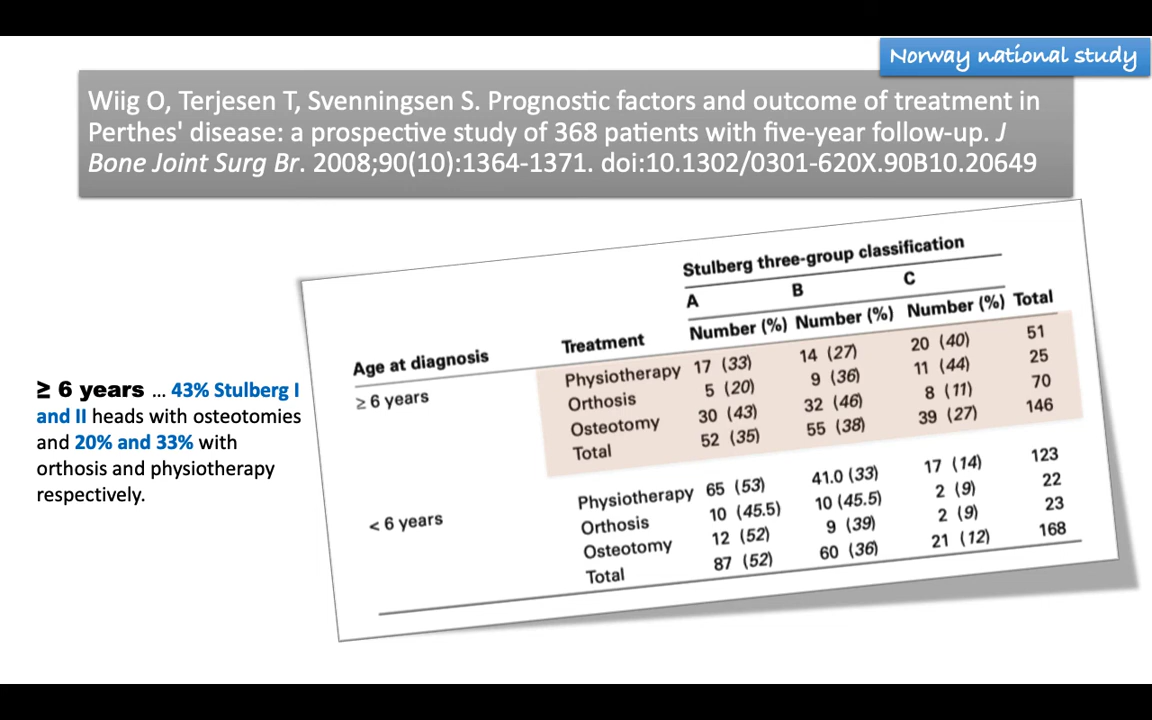 Norway national study
Wiig O, Terjesen T, Svenningsen S. Prognostic factors and outcome of treatment in
Perthes' disease: a prospective study of 368 patients with five-year follow-up. J
Bone Joint Surg Br. 2008;90(10):1364-1371. doi:10.1302/0301-620X.90B10.20649
≥ 6 years ... 43% Stulberg I
and II heads with osteotomies
and 20% and 33% with
orthosis and physiotherapy
respectively.
Stulberg three-group classification
A B C
Age at diagnosis Treatment Number (%) Number (%) Number (%) Total
≥ 6 years Physiotherapy 17 (33) 14 (27) 20 (40) 51
Orthosis 5 (20) 9 (36) 11 (44) 25
Osteotomy 30 (43) 32 (46) 8 (11) 70
Total 52 (35) 55 (38) 39 (27) 146
< 6 years Physiotherapy 65 (53) 41.0 (33) 17 (14) 123
Orthosis 10 (45.5) 10 (45.5) 2 (9) 22
Osteotomy 12 (52) 9 (39) 2 (9) 23
Total 87 (52) 60 (36) 21 (12) 168